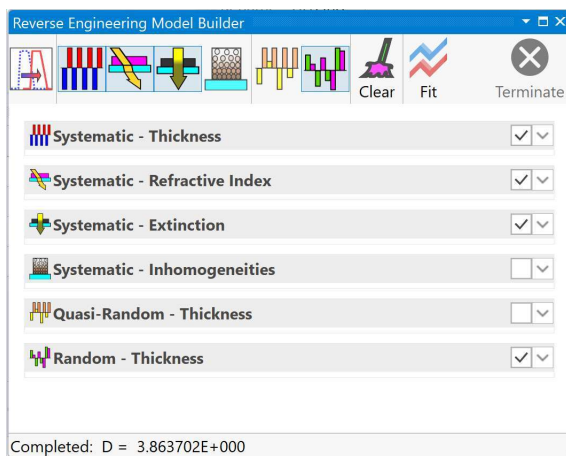 Reverse Engineering Model Builder
Clear Fit Terminate
Systematic - Thickness
Systematic - Refractive Index
Systematic - Extinction
Systematic - Inhomogeneities
Quasi-Random - Thickness
Random - Thickness
Completed: D = 3.863702E+000